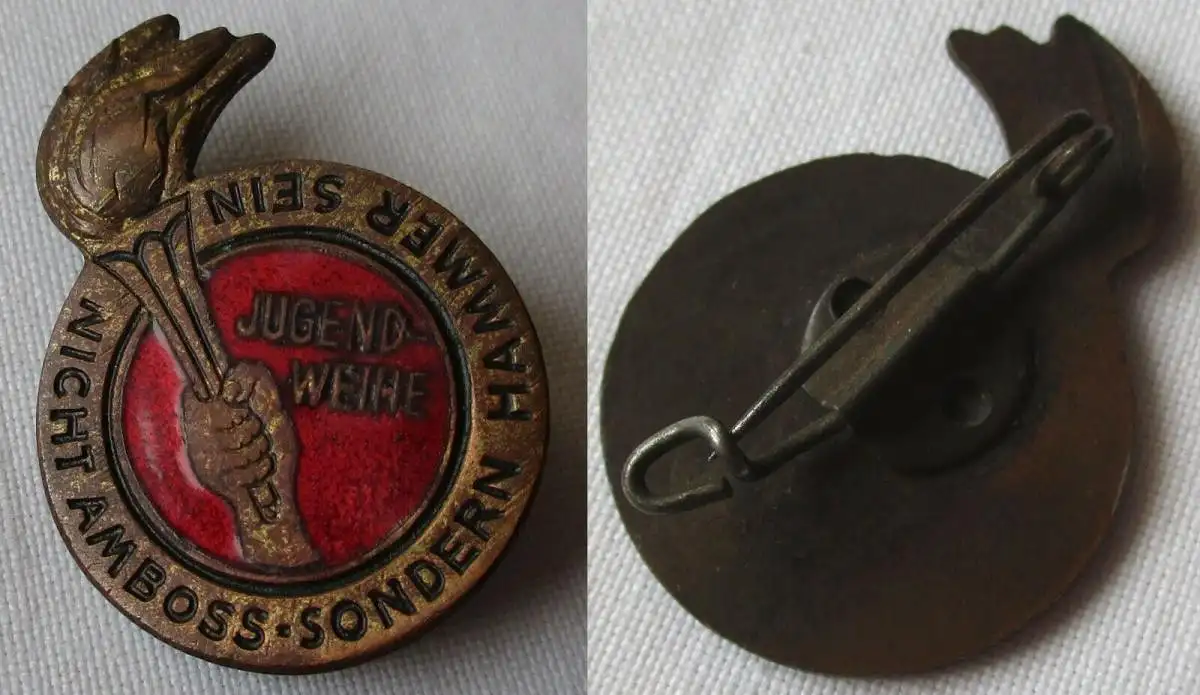 NICHT AMBOSS · SONDERN HAMMER SEIN
JUGEND-
WEIHE